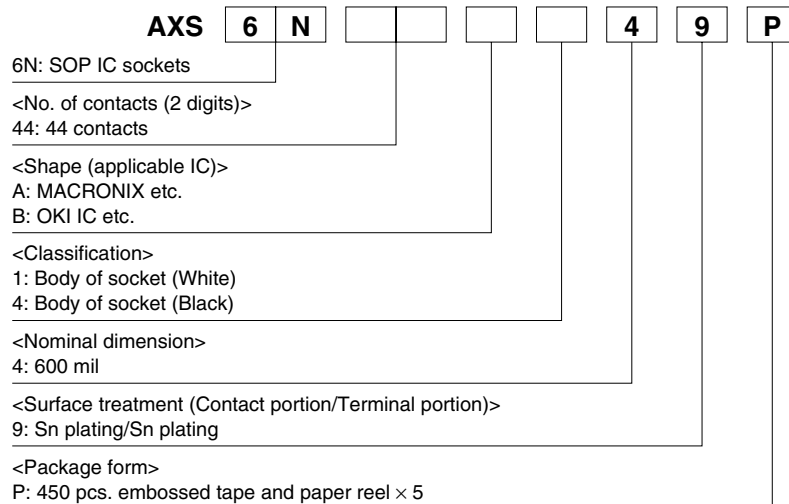 AXS 6 N 4 9 P
6N: SOP IC sockets
<No. of contacts (2 digits)>
44: 44 contacts
<Shape (applicable IC)>
A: MACRONIX etc.
B: OKI IC etc.
<Classification>
1: Body of socket (White)
4: Body of socket (Black)
<Nominal dimension>
4: 600 mil
<Surface treatment (Contact portion/Terminal portion)>
9: Sn plating/Sn plating
<Package form>
P: 450 pcs. embossed tape and paper reel × 5